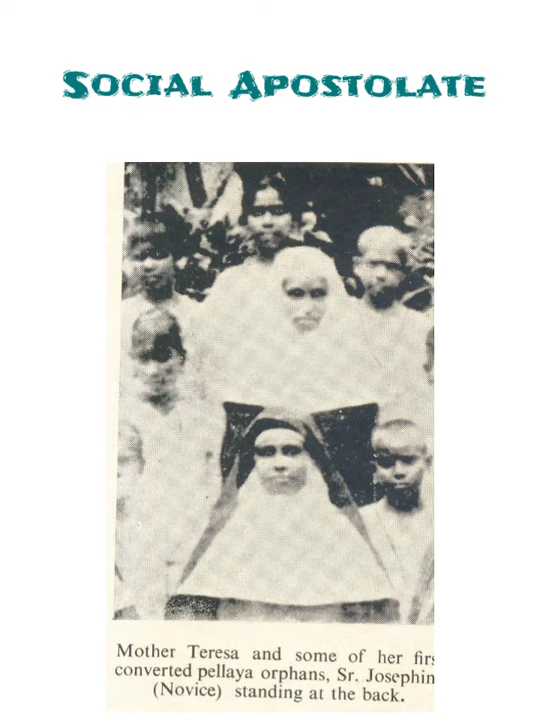 Social Apostolate
Mother Teresa and some of her firs
converted pellaya orphans, Sr. Josephin
(Novice) standing at the back.